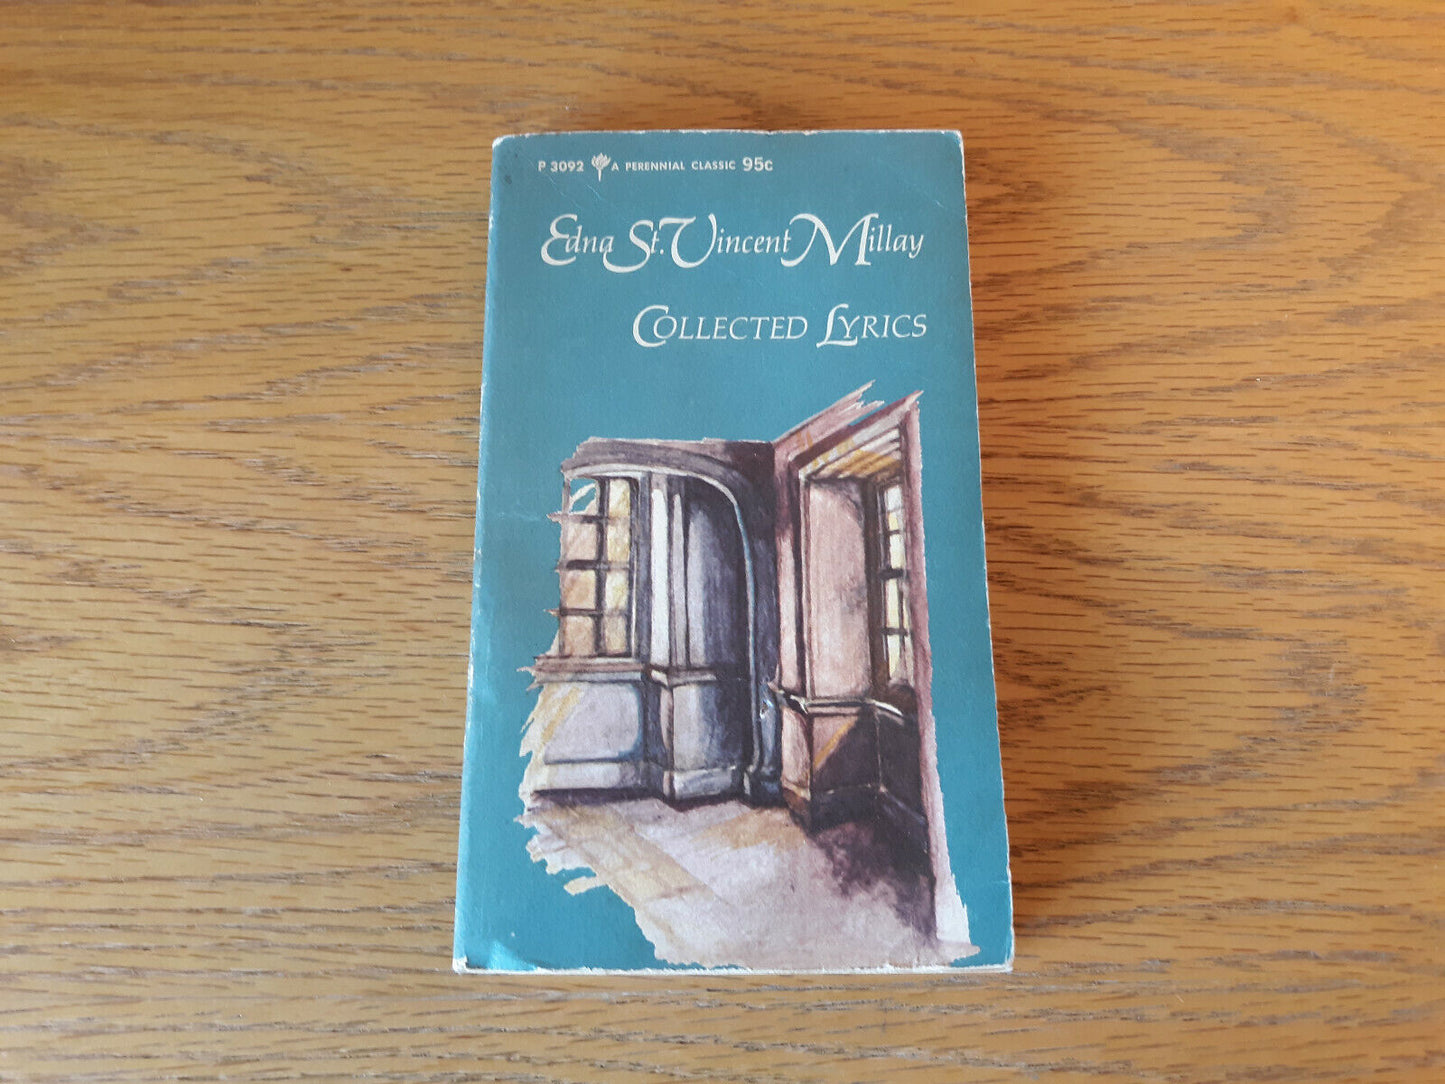 P 3092 A PERENNIAL CLASSIC 95c
Edna St. Vincent Millay
COLLECTED LYRICS